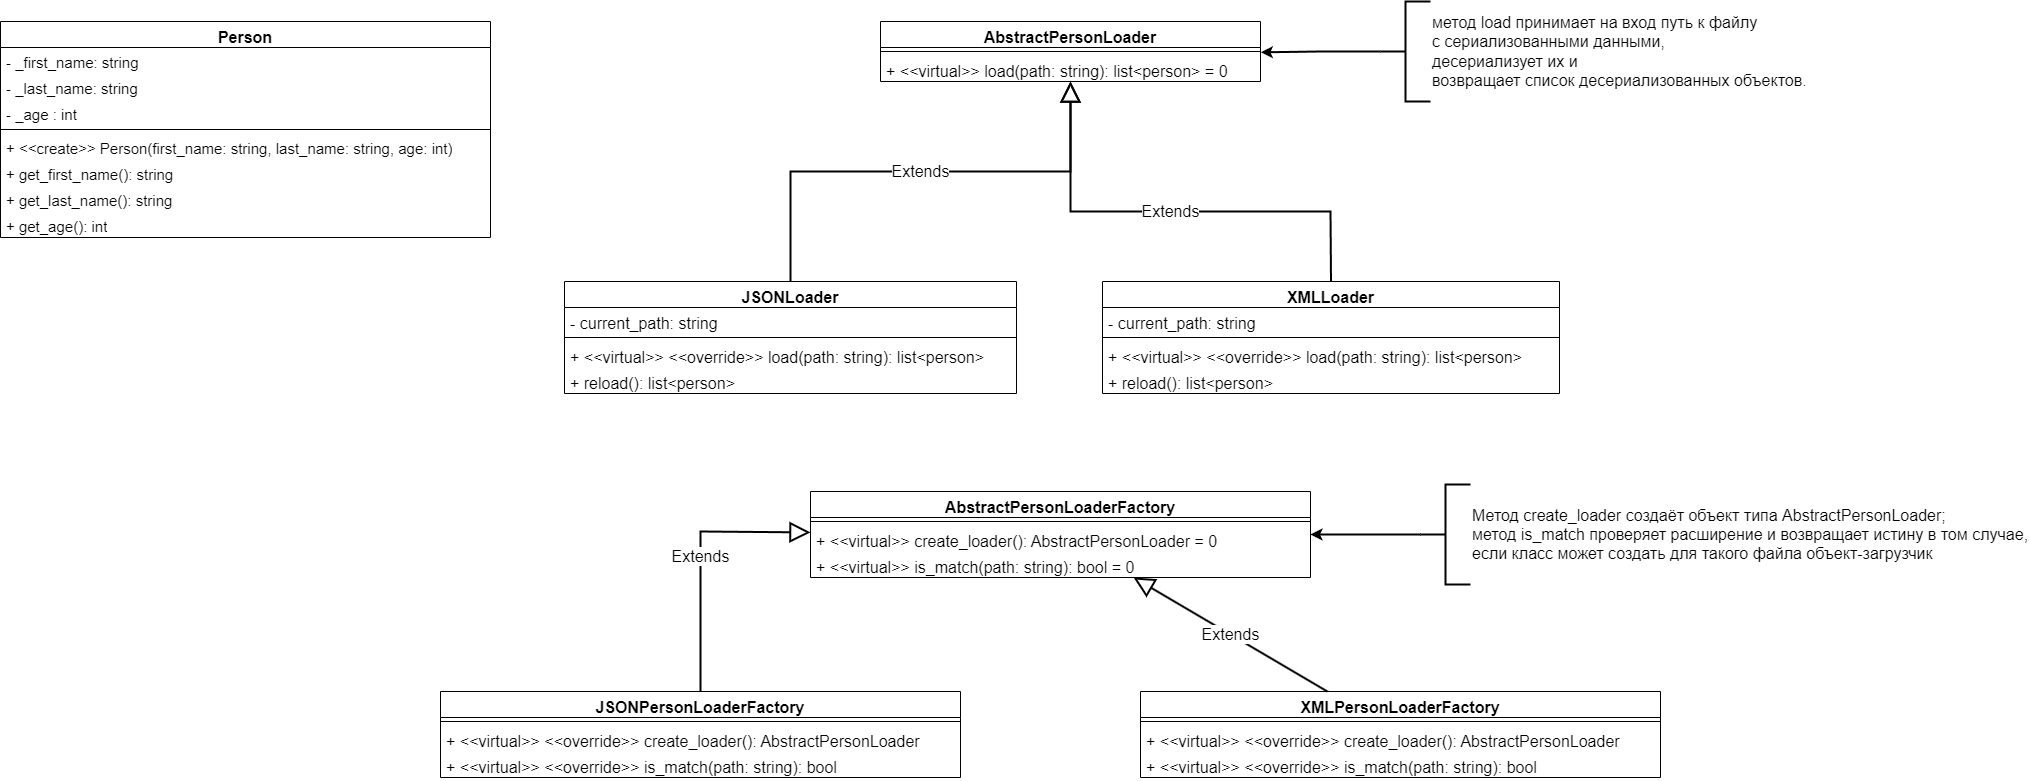 Person
- _first_name: string
- _last_name: string
- _age : int
+ <<create>> Person(first_name: string, last_name: string, age: int)
+ get_first_name(): string
+ get_last_name(): string
+ get_age(): int
AbstractPersonLoader
+ <<virtual>> load(path: string): list<person> = 0
метод load принимает на вход путь к файлу
с сериализованными данными,
десериализует их и
возвращает список десериализованных объектов.
Extends
Extends
JSONLoader
- current_path: string
+ <<virtual>> <<override>> load(path: string): list<person>
+ reload(): list<person>
XMLLoader
- current_path: string
+ <<virtual>> <<override>> load(path: string): list<person>
+ reload(): list<person>
AbstractPersonLoaderFactory
+ <<virtual>> create_loader(): AbstractPersonLoader = 0
+ <<virtual>> is_match(path: string): bool = 0
Метод create_loader создаёт объект типа AbstractPersonLoader;
метод is_match проверяет расширение и возвращает истину в том случае,
если класс может создать для такого файла объект-загрузчик
Extends
Extends
JSONPersonLoaderFactory
+ <<virtual>> <<override>> create_loader(): AbstractPersonLoader
+ <<virtual>> <<override>> is_match(path: string): bool
XMLPersonLoaderFactory
+ <<virtual>> <<override>> create_loader(): AbstractPersonLoader
+ <<virtual>> <<override>> is_match(path: string): bool